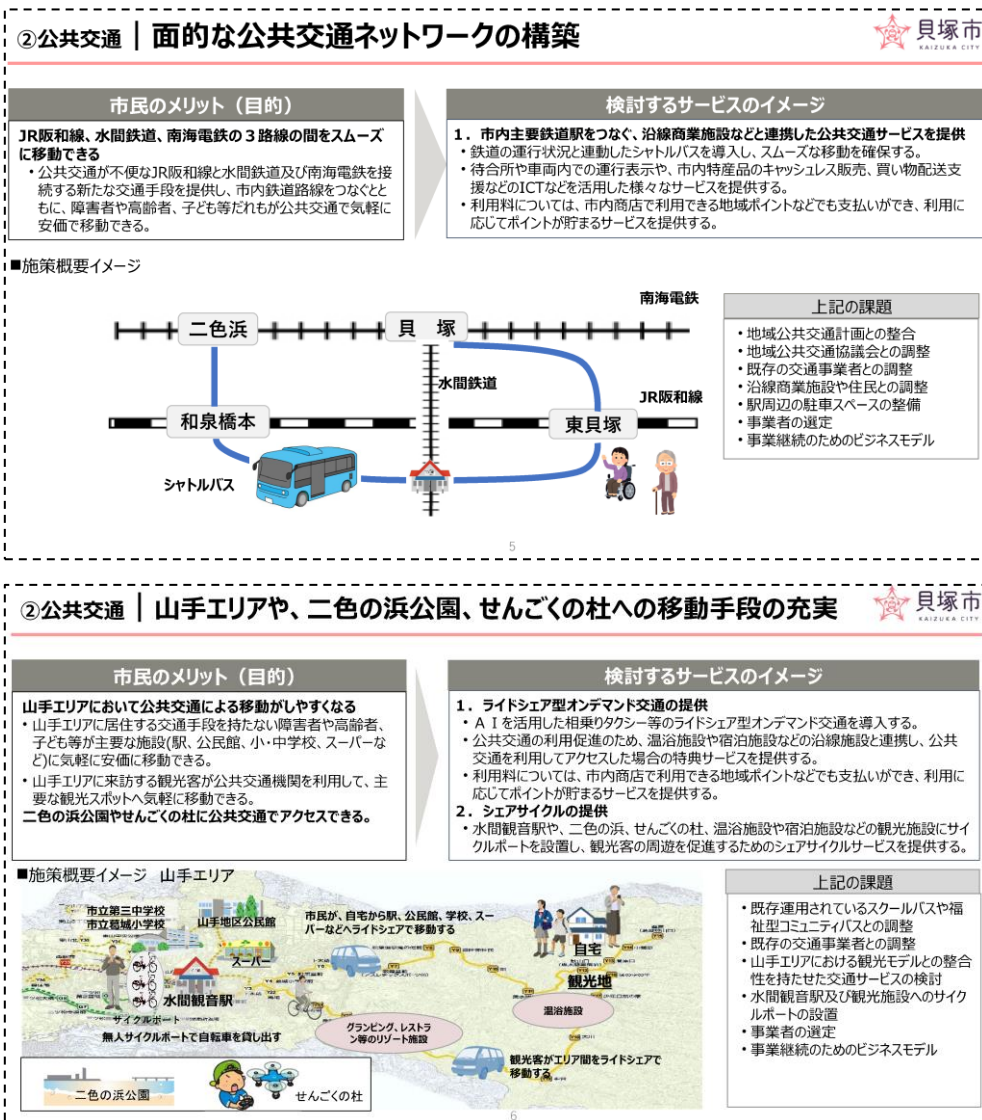 ②公共交通｜面的な公共交通ネットワークの構築
貝塚市
KAIZUKA CITY
市民のメリット（目的）
JR阪和線、水間鉄道、南海電鉄の３路線の間をスムーズ
に移動できる
・公共交通が不便なJR阪和線と水間鉄道及び南海電鉄を接
続する新たな交通手段を提供し、市内鉄道路線をつなぐとと
もに、障害者や高齢者、子ども等だれもが公共交通で気軽に
安価で移動できる。
検討するサービスのイメージ
１．市内主要鉄道駅をつなぐ、沿線商業施設などと連携した公共交通サービスを提供
・鉄道の運行状況と連動したシャトルバスを導入し、スムーズな移動を確保する。
・待合所や車両内での運行表示や、市内特産品のキャッシュレス販売、買い物配送支
援などのICTなどを活用した様々なサービスを提供する。
・利用料については、市内商店で利用できる地域ポイントなどでも支払いができ、利用に
応じてポイントが貯まるサービスを提供する。
■施策概要イメージ
南海電鉄
二色浜
貝　塚
水間鉄道
JR阪和線
和泉橋本
東貝塚
シャトルバス
上記の課題
・地域公共交通計画との整合
・地域公共交通協議会との調整
・既存の交通事業者との調整
・沿線商業施設や住民との調整
・駅周辺の駐車スペースの整備
・事業者の選定
・事業継続のためのビジネスモデル
5
②公共交通｜山手エリアや、二色の浜公園、せんごくの杜への移動手段の充実
貝塚市
KAIZUKA CITY
市民のメリット（目的）
山手エリアにおいて公共交通による移動がしやすくなる
・山手エリアに居住する交通手段を持たない障害者や高齢者、
子ども等が主要な施設(駅、公民館、小・中学校、スーパーな
ど)に気軽に安価に移動できる。
・山手エリアに来訪する観光客が公共交通機関を利用して、主
要な観光スポットへ気軽に移動できる。
二色の浜公園やせんごくの杜に公共交通でアクセスできる。
検討するサービスのイメージ
１．ライドシェア型オンデマンド交通の提供
・ＡＩを活用した相乗りタクシー等のライドシェア型オンデマンド交通を導入する。
・公共交通の利用促進のため、温浴施設や宿泊施設などの沿線施設と連携し、公共
交通を利用してアクセスした場合の特典サービスを提供する。
・利用料については、市内商店で利用できる地域ポイントなどでも支払いができ、利用に
応じてポイントが貯まるサービスを提供する。
２．シェアサイクルの提供
・水間観音駅や、二色の浜、せんごくの杜、温浴施設や宿泊施設などの観光施設にサイ
クルポートを設置し、観光客の周遊を促進するためのシェアサイクルサービスを提供する。
■施策概要イメージ　山手エリア
市立第三中学校
市立葛城小学校
山手地区公民館
スーパー
市民が、自宅から駅、公民館、学校、スー
パーなどへライドシェアで移動する
自宅
観光地
水間観音駅
サイクルポート
無人サイクルポートで自転車を貸し出す
グランピング、レストラ
ン等のリゾート施設
温浴施設
観光客がエリア間をライドシェアで
移動する
二色の浜公園
せんごくの杜
上記の課題
・既存運用されているスクールバスや福
祉型コミュニティバスとの調整
・既存の交通事業者との調整
・山手エリアにおける観光モデルとの整合
性を持たせた交通サービスの検討
・水間観音駅及び観光施設へのサイク
ルポートの設置
・事業者の選定
・事業継続のためのビジネスモデル
6